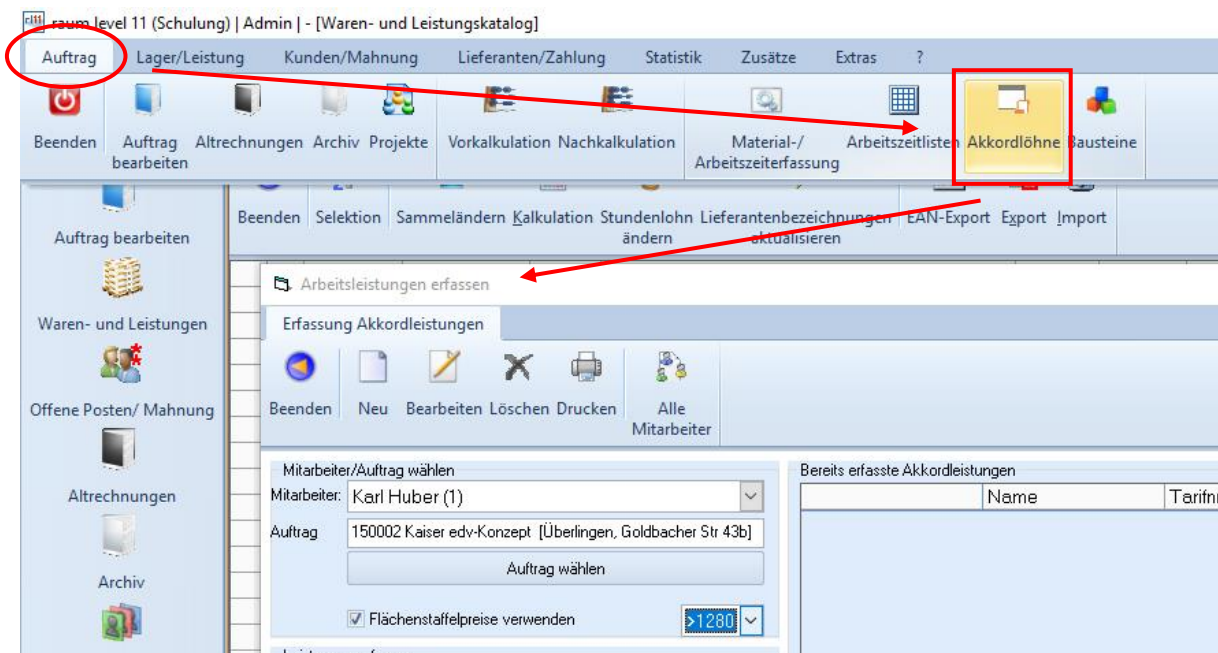 raum level 11 (Schulung) | Admin | - [Waren- und Leistungskatalog]
Auftrag Lager/Leistung Kunden/Mahnung Lieferanten/Zahlung Statistik Zusätze Extras ?
Beenden Auftrag bearbeiten Altrechnungen Archiv Projekte Vorkalkulation Nachkalkulation Material-/ Arbeitszeiterfassung Arbeitszeitlisten Akkordlöhne Bausteine
Beenden Selektion Sammeländern Kalkulation Stundenlohn ändern Lieferantenbezeichnungen aktualisieren EAN-Export Export Import
Auftrag bearbeiten
Waren- und Leistungen
Offene Posten/ Mahnung
Altrechnungen
Archiv
Arbeitsleistungen erfassen
Erfassung Akkordleistungen
Beenden Neu Bearbeiten Löschen Drucken Alle Mitarbeiter
Mitarbeiter/Auftrag wählen
Mitarbeiter: Karl Huber (1)
Auftrag 150002 Kaiser edv-Konzept [Überlingen, Goldbacher Str 43b]
Auftrag wählen
Flächenstaffelpreise verwenden >1280
Bereits erfasste Akkordleistungen
Name